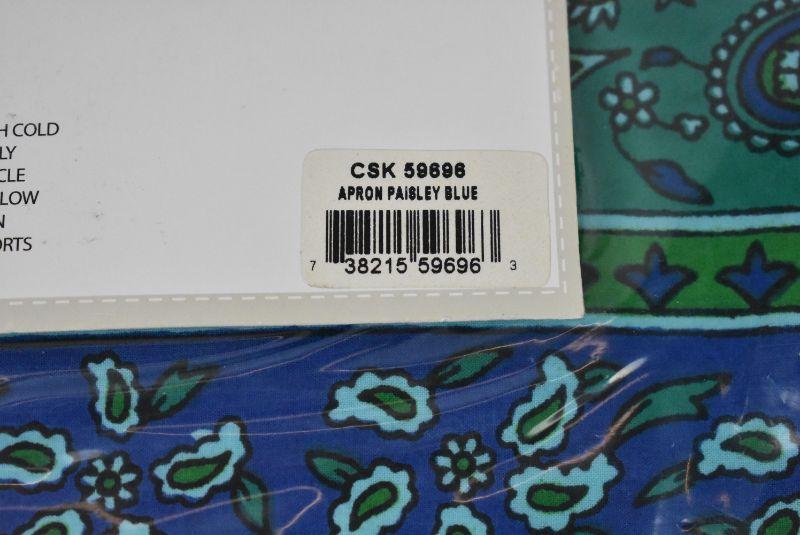 H COLD
LY
CLE
LOW
N
ORTS
CSK 59696
APRON PAISLEY BLUE
7 38215 59696 3